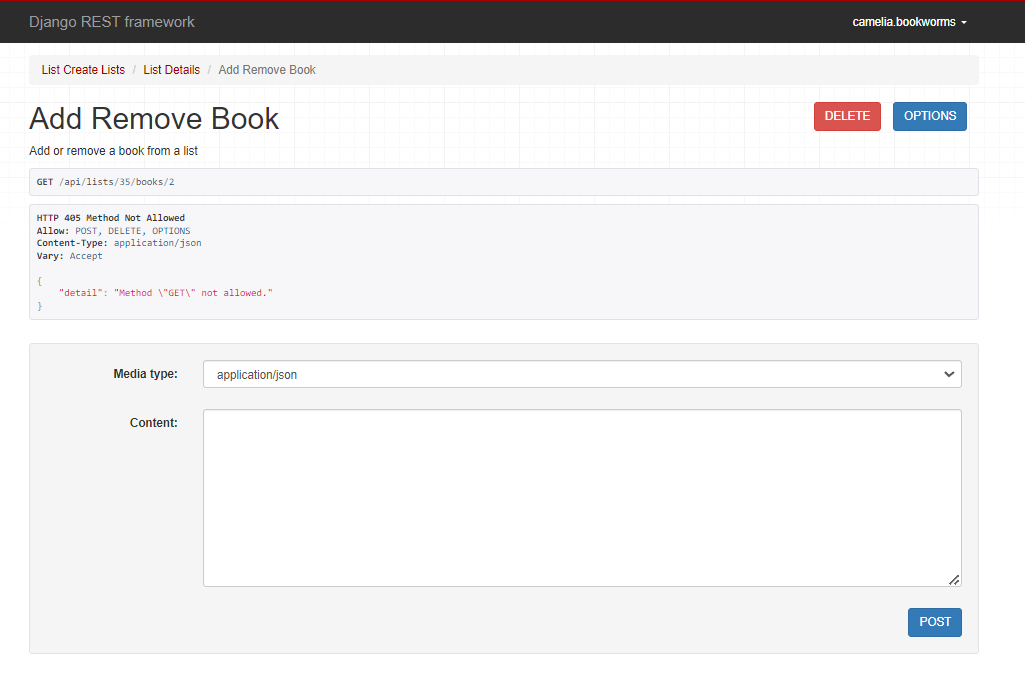 Django REST framework
camelia.bookworms
List Create Lists / List Details / Add Remove Book
Add Remove Book
DELETE
OPTIONS
Add or remove a book from a list
GET /api/lists/35/books/2
HTTP 405 Method Not Allowed
Allow: POST, DELETE, OPTIONS
Content-Type: application/json
Vary: Accept
{
"detail": "Method \"GET\" not allowed."
}
Media type:
application/json
Content:
POST